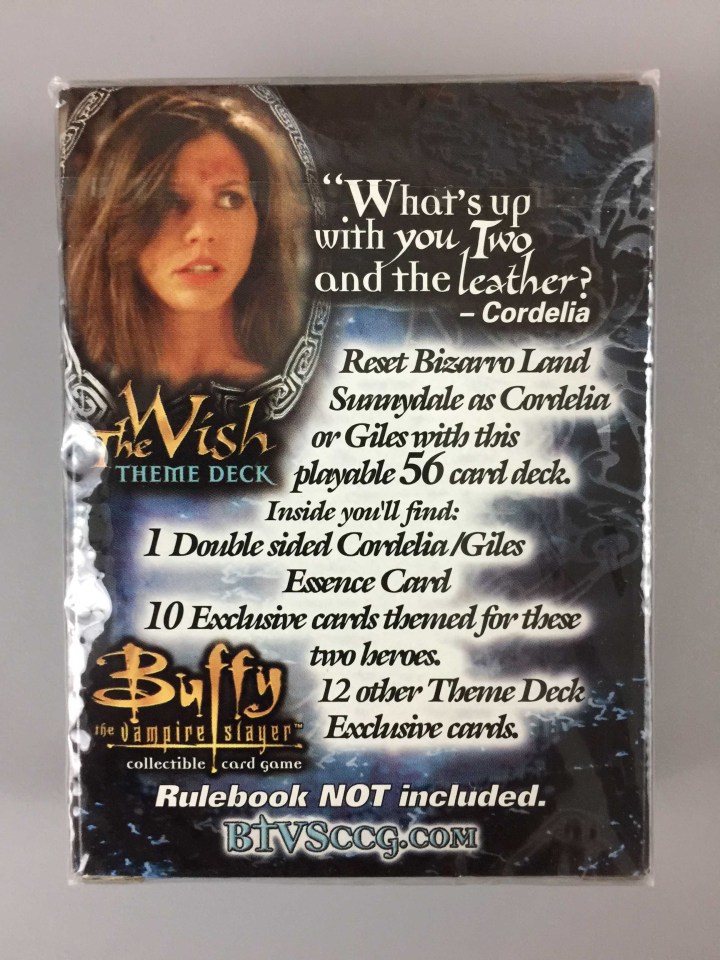 “What's up
with you Two
and the leather?
– Cordelia
Reset Bizarro Land
Sunnydale as Cordelia
or Giles with this
playable 56 card deck.
The Wish
THEME DECK
Inside you'll find:
1 Double sided Cordelia/Giles
Essence Card
10 Exclusive cards themed for these
two heroes.
12 other Theme Deck
Exclusive cards.
Buffy
the vampire slayer™
collectible card game
Rulebook NOT included.
BTVSCCG.COM